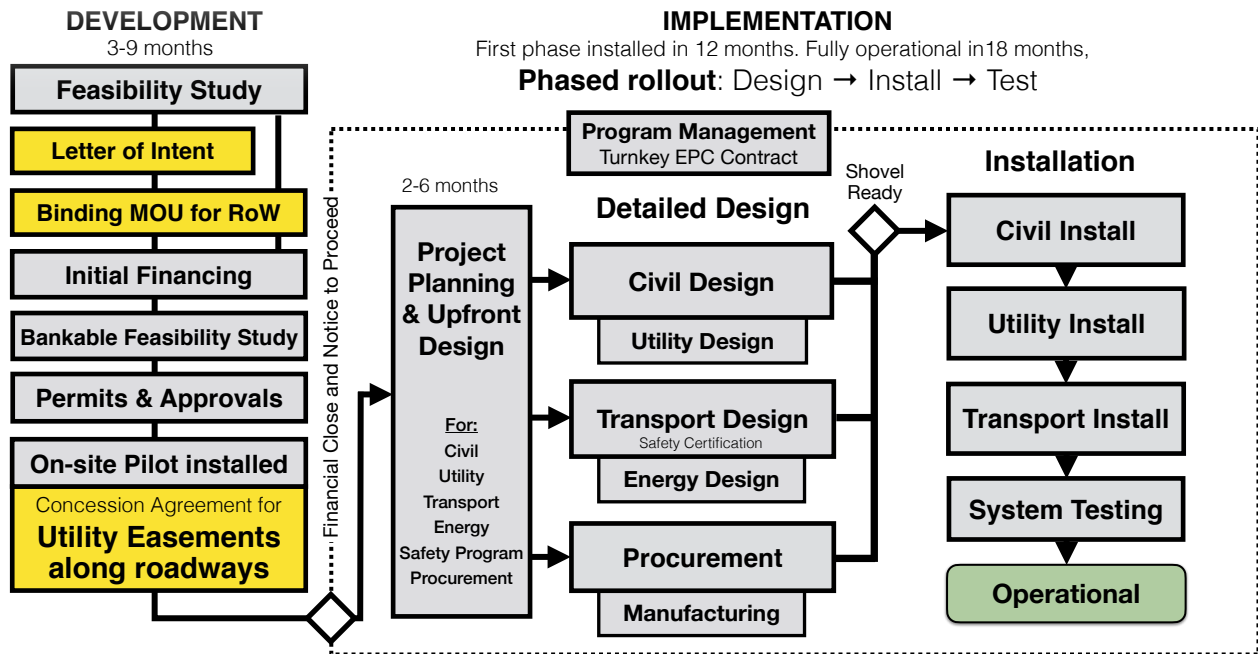 DEVELOPMENT
3-9 months
Feasibility Study
Letter of Intent
Binding MOU for RoW
Initial Financing
Bankable Feasibility Study
Permits & Approvals
On-site Pilot installed
Concession Agreement for
Utility Easements
along roadways
Financial Close and Notice to Proceed
IMPLEMENTATION
First phase installed in 12 months. Fully operational in18 months,
Phased rollout: Design → Install → Test
Program Management
Turnkey EPC Contract
2-6 months
Project
Planning
& Upfront
Design
For:
Civil
Utility
Transport
Energy
Safety Program
Procurement
Detailed Design
Civil Design
Utility Design
Transport Design
Safety Certification
Energy Design
Procurement
Manufacturing
Shovel
Ready
Installation
Civil Install
Utility Install
Transport Install
System Testing
Operational